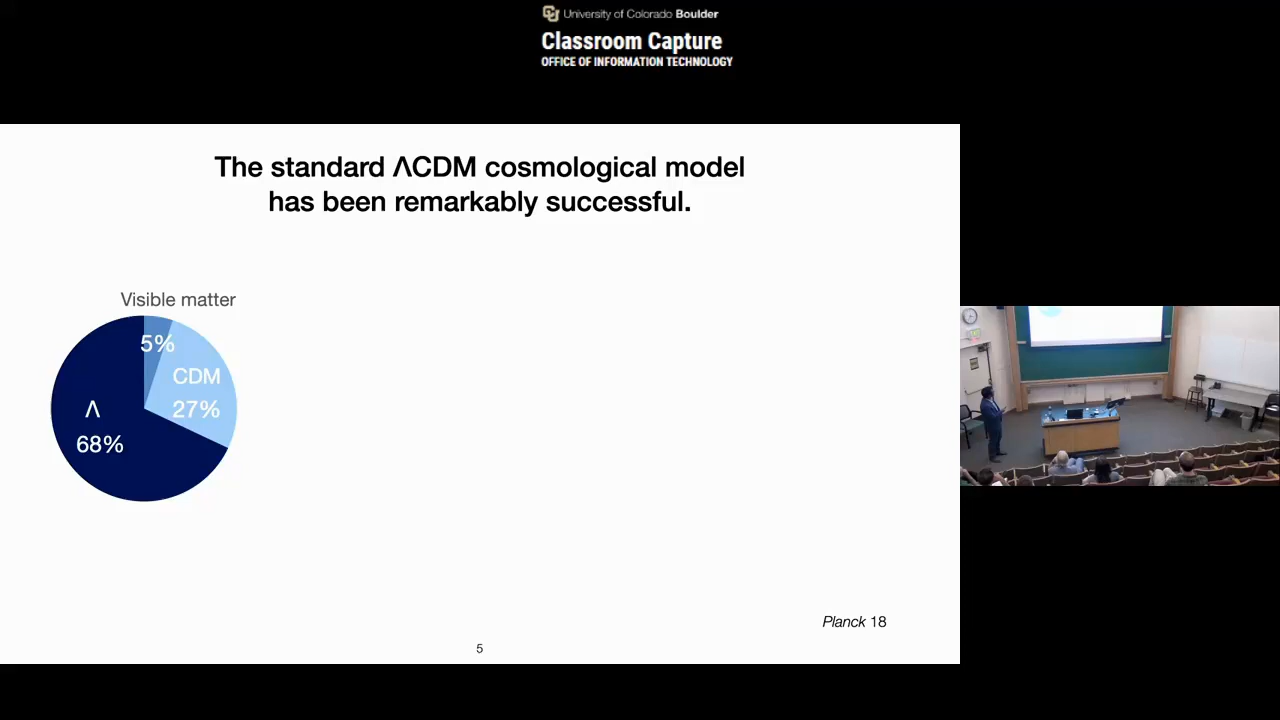 University of Colorado Boulder
Classroom Capture
OFFICE OF INFORMATION TECHNOLOGY
The standard ΛCDM cosmological model
has been remarkably successful.
Visible matter
5%
CDM
27%
Λ
68%
Planck 18
5